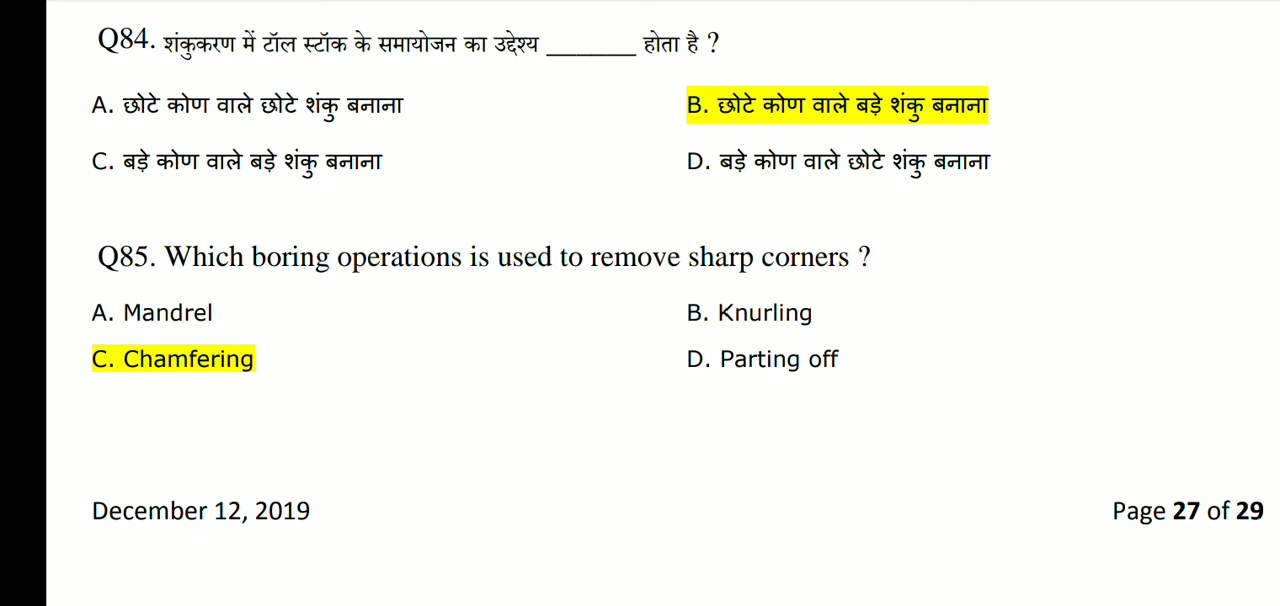 Q84. शंकुकरण में टॉल स्टॉक के समायोजन का उद्देश्य _______ होता है ?
A. छोटे कोण वाले छोटे शंकु बनाना
B. छोटे कोण वाले बड़े शंकु बनाना
C. बड़े कोण वाले बड़े शंकु बनाना
D. बड़े कोण वाले छोटे शंकु बनाना
Q85. Which boring operations is used to remove sharp corners ?
A. Mandrel
B. Knurling
C. Chamfering
D. Parting off
December 12, 2019
Page 27 of 29